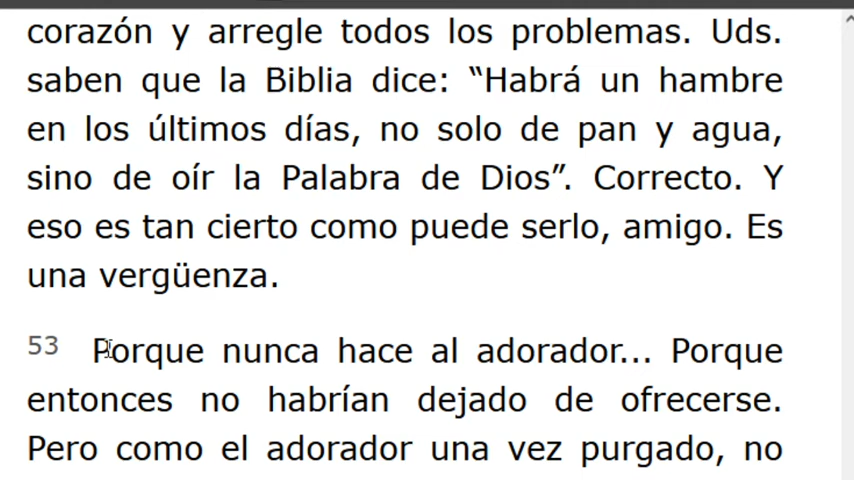 corazón y arregle todos los problemas. Uds.
saben que la Biblia dice: “Habrá un hambre
en los últimos días, no solo de pan y agua,
sino de oír la Palabra de Dios”. Correcto. Y
eso es tan cierto como puede serlo, amigo. Es
una vergüenza.
53 Porque nunca hace al adorador... Porque
entonces no habrían dejado de ofrecerse.
Pero como el adorador una vez purgado, no